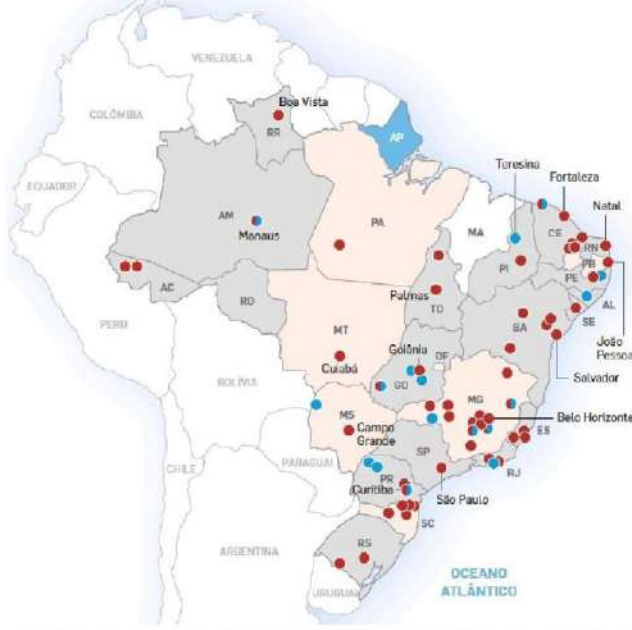 VENEZUELA
COLÔMBIA
Boa Vista
RR
AP
EQUADOR
Teresina
Fortaleza
AM
Manaus
PA
MA
CE
Natal
RN
PB
PI
PE
AC
RO
Palmas
TO
AL
SE
PERU
MT
BA
João
Pessoa
Cuiabá
Goiânia
DF
Salvador
GO
BOLÍVIA
MG
Belo Horizonte
MS
Campo
Grande
ES
SP
PARAGUAI
CHILE
PR
RJ
Curitiba
São Paulo
SC
ARGENTINA
RS
OCEANO
ATLÂNTICO
URUGUAI